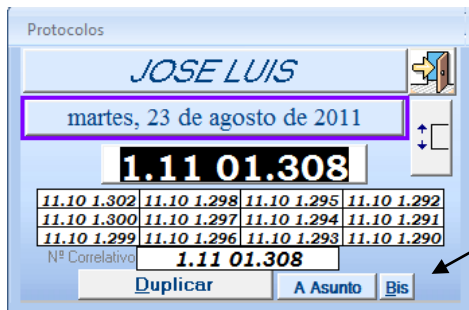 Protocolos
JOSE LUIS
martes, 23 de agosto de 2011
1.11 01.308
11.10 1.302 11.10 1.298 11.10 1.295 11.10 1.292
11.10 1.300 11.10 1.297 11.10 1.294 11.10 1.291
11.10 1.299 11.10 1.296 11.10 1.293 11.10 1.290
Nº Correlativo 1.11 01.308
Duplicar A Asunto Bis